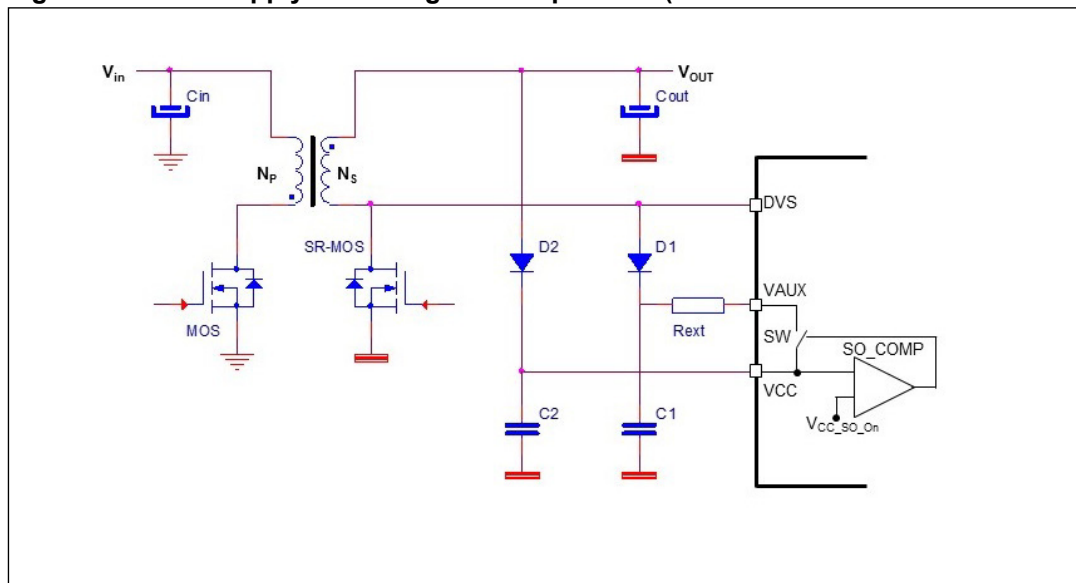 Vin
VOUT
Cin
Cout
NP
NS
DVS
SR-MOS
D2
D1
VAUX
MOS
Rext
SW
SO_COMP
VCC
C2
C1
VCC_SO_On